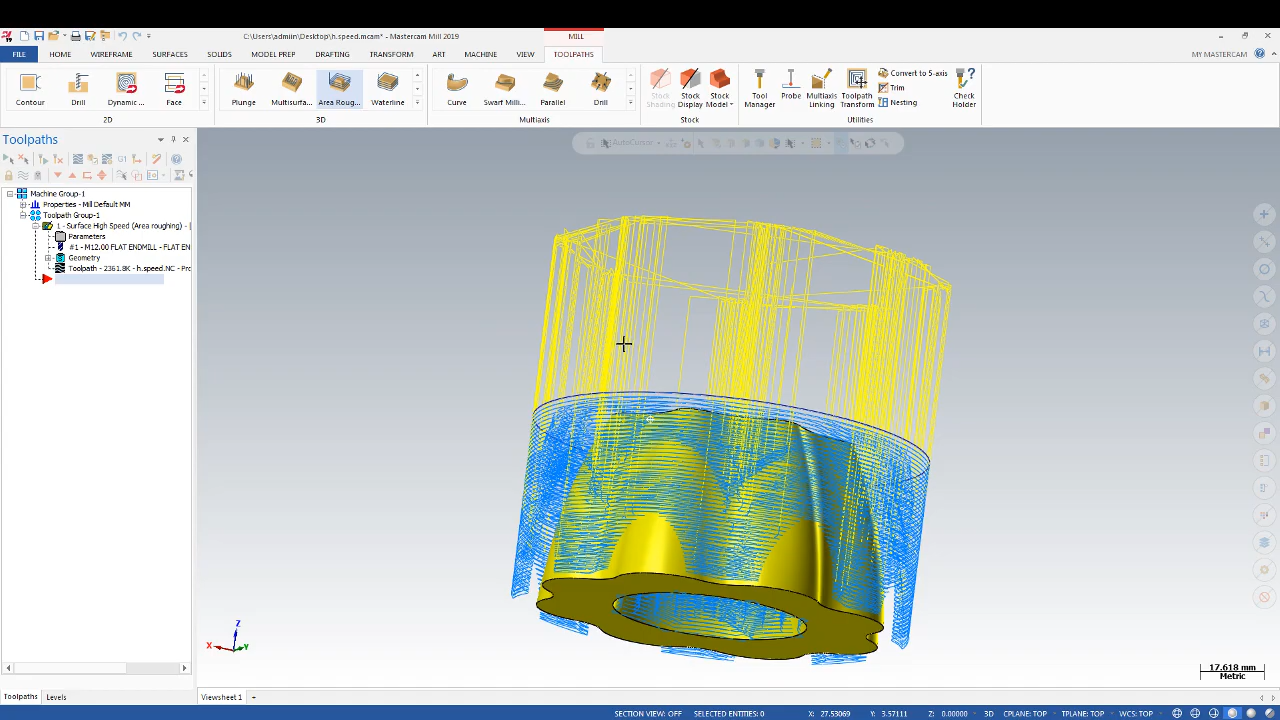 C:\Users\admiin\Desktop\h.speed.mcam* - Mastercam Mill 2019
MILL
FILE
HOME
WIREFRAME
SURFACES
SOLIDS
MODEL PREP
DRAFTING
TRANSFORM
ART
MACHINE
VIEW
TOOLPATHS
MY MASTERCAM
Contour
Drill
Dynamic ...
Face
Plunge
Multisurfa...
Area Roug...
Waterline
Curve
Swarf Milli...
Parallel
Drill
Stock Shading
Stock Display
Stock Model
Tool Manager
Probe
Multiaxis Linking
Toolpath Transform
Convert to 5-axis
Trim
Nesting
Check Holder
2D
3D
Multiaxis
Stock
Utilities
Toolpaths
AutoCursor
G1
Machine Group-1
Properties - Mill Default MM
Toolpath Group-1
1 - Surface High Speed (Area roughing) -
Parameters
#1 - M12.00 FLAT ENDMILL - FLAT EN
Geometry
Toolpath - 2361.8K - h.speed.NC - Pro
Z
X
Y
17.618 mm
Metric
Toolpaths
Levels
Viewsheet 1
+
SECTION VIEW: OFF
SELECTED ENTITIES: 0
X: 27.53069
Y: 3.57111
Z: 0.00000
3D
CPLANE: TOP
TPLANE: TOP
WCS: TOP